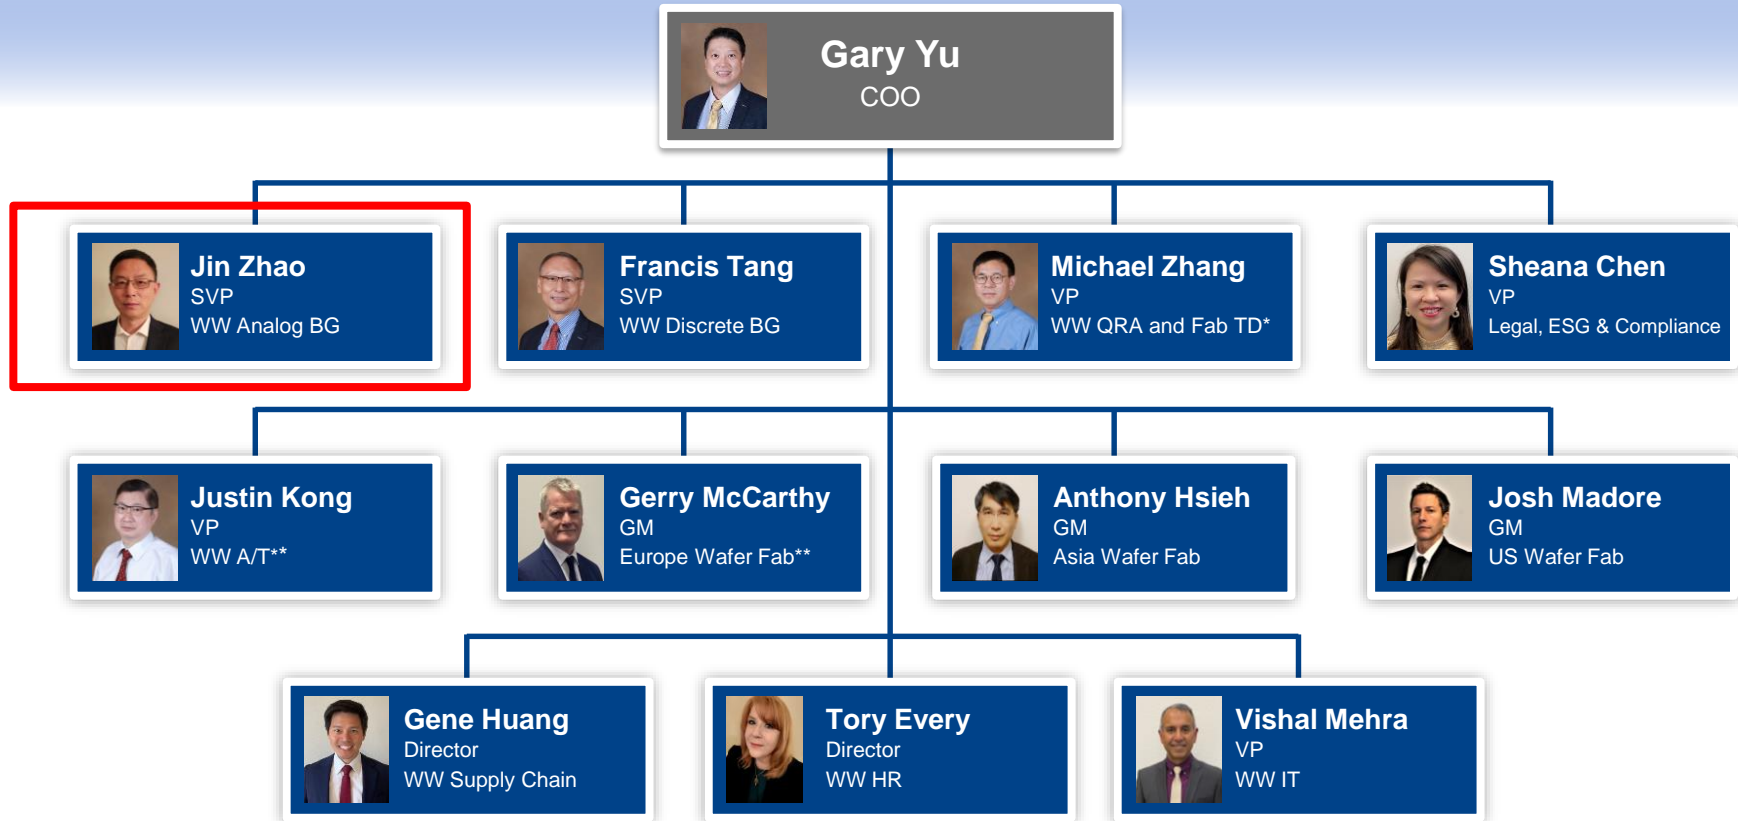 Gary Yu
COO
Jin Zhao
SVP
WW Analog BG
Francis Tang
SVP
WW Discrete BG
Michael Zhang
VP
WW QRA and Fab TD*
Sheana Chen
VP
Legal, ESG & Compliance
Justin Kong
VP
WW A/T**
Gerry McCarthy
GM
Europe Wafer Fab**
Anthony Hsieh
GM
Asia Wafer Fab
Josh Madore
GM
US Wafer Fab
Gene Huang
Director
WW Supply Chain
Tory Every
Director
WW HR
Vishal Mehra
VP
WW IT